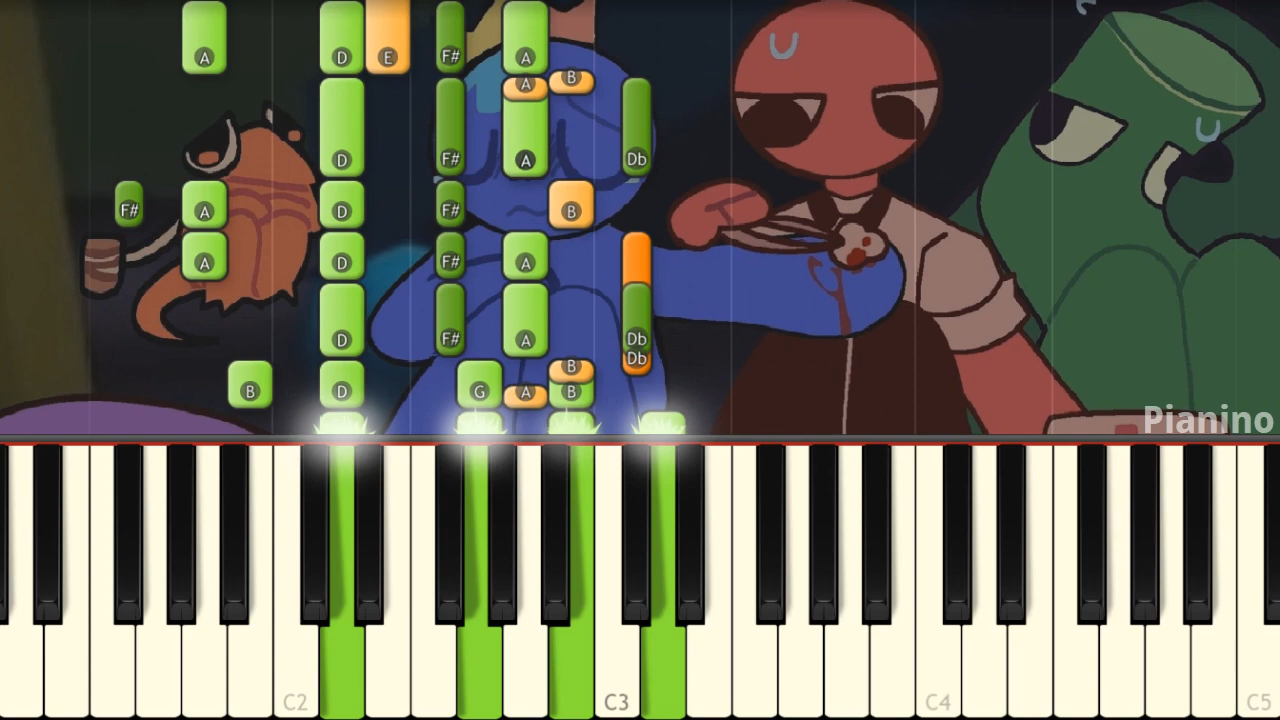 A D E F# A
A B
D F# A Db
F# A D F# B
A D F# A
D F# A Db
Db
B
B D G A B
Pianino
C2 C3 C4 C5